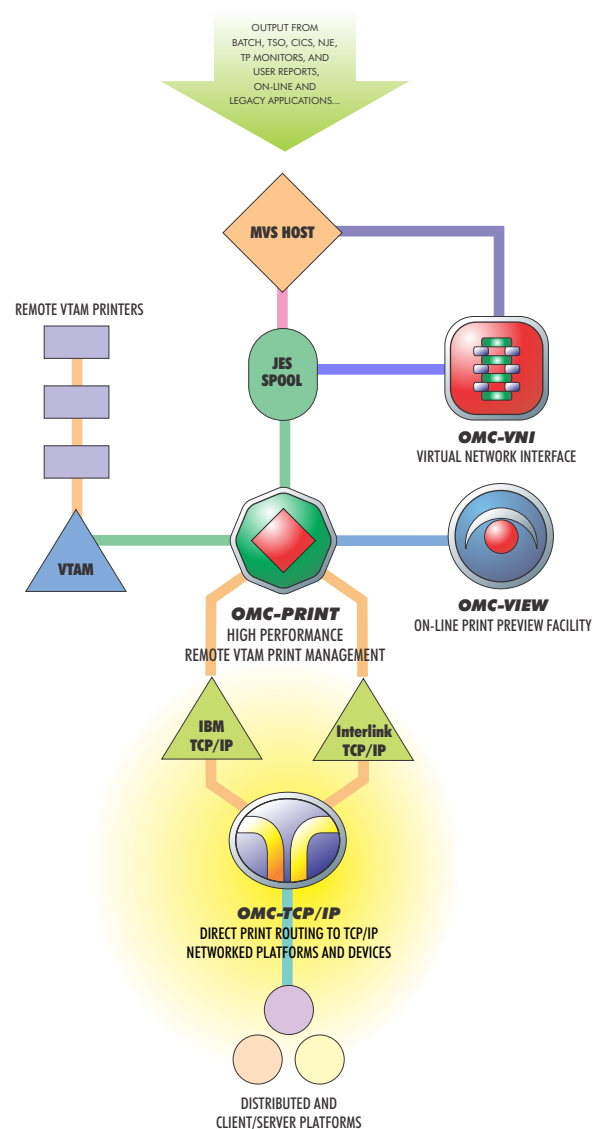 OUTPUT FROM
BATCH, TSO, CICS, NJE,
TP MONITORS, AND
USER REPORTS,
ON-LINE AND
LEGACY APPLICATIONS...
MVS HOST
REMOTE VTAM PRINTERS
JES
SPOOL
OMC-VNI
VIRTUAL NETWORK INTERFACE
VTAM
OMC-PRINT
HIGH PERFORMANCE
REMOTE VTAM PRINT MANAGEMENT
OMC-VIEW
ON-LINE PRINT PREVIEW FACILITY
IBM
TCP/IP
Interlink
TCP/IP
OMC-TCP/IP
DIRECT PRINT ROUTING TO TCP/IP
NETWORKED PLATFORMS AND DEVICES
DISTRIBUTED AND
CLIENT/SERVER PLATFORMS